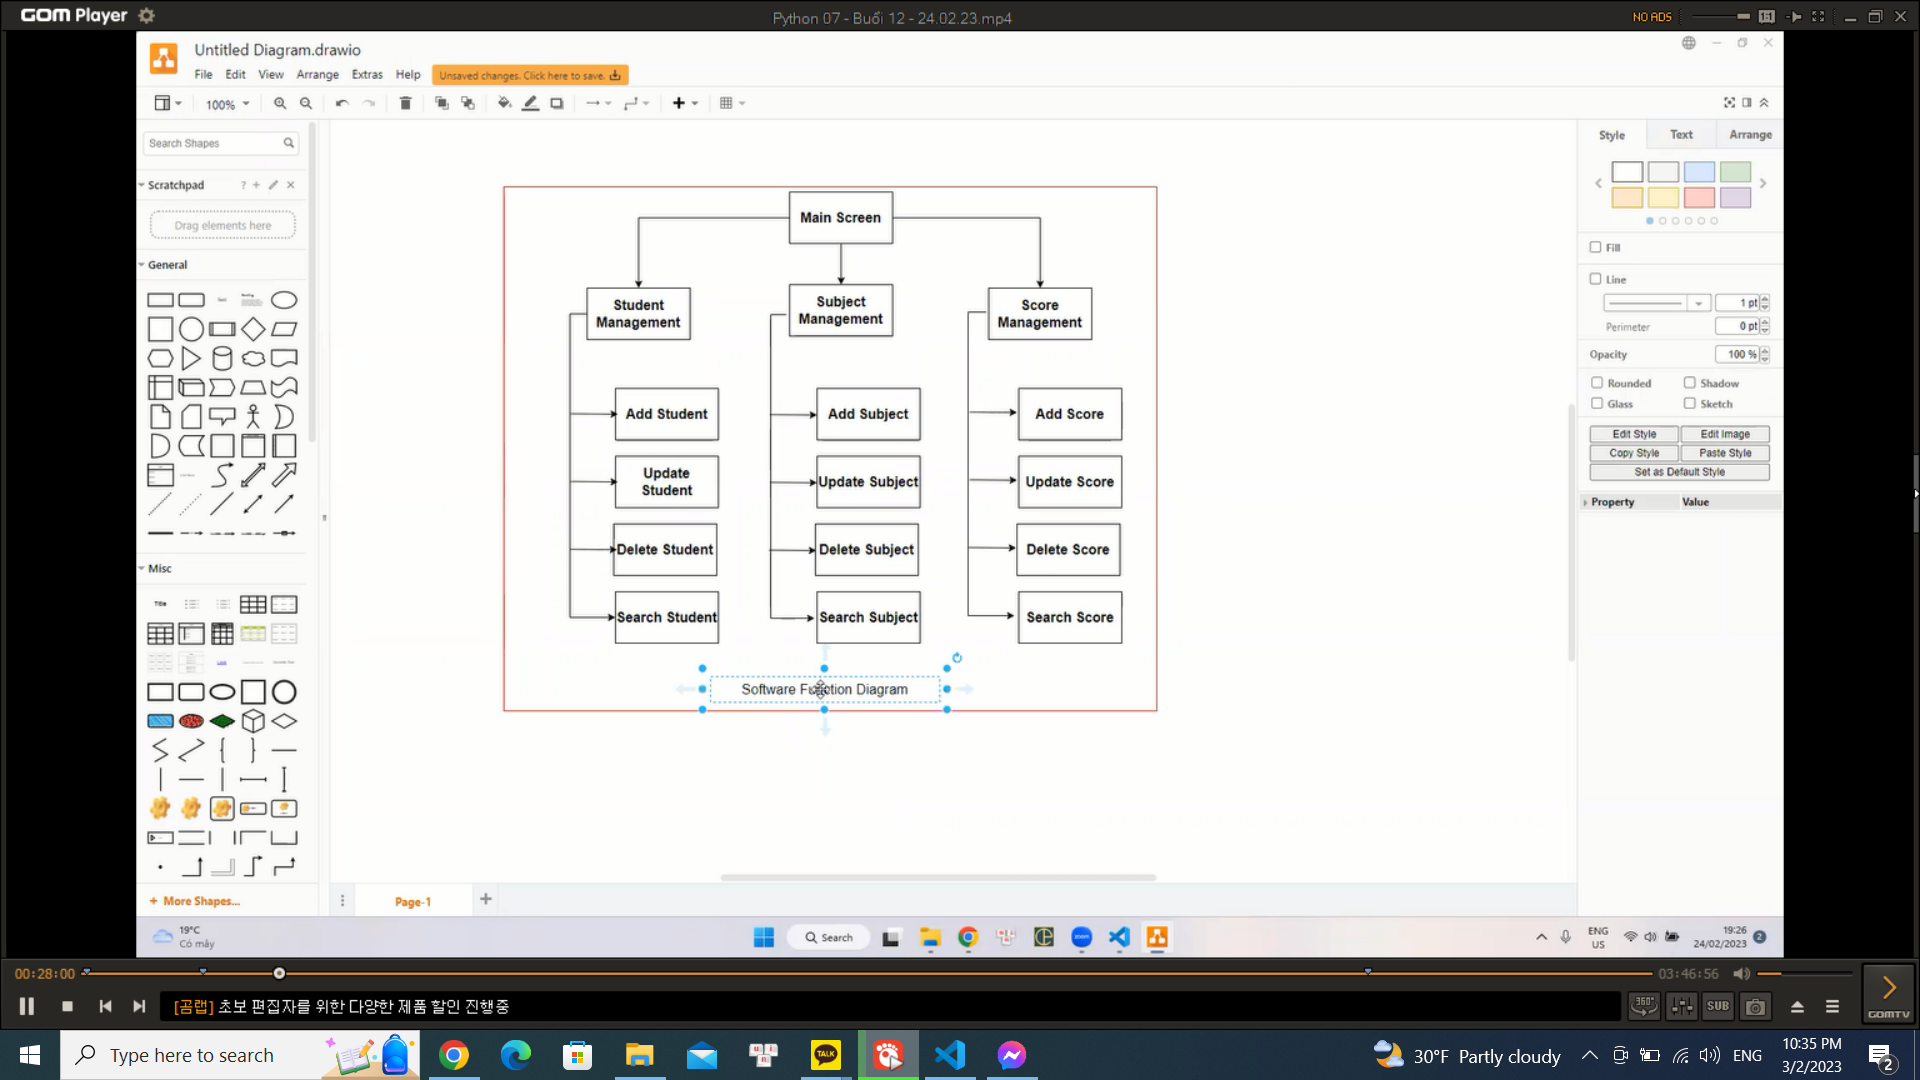 GOM Player
Python 07 - Buổi 12 - 24.02.23.mp4
NO ADS
Untitled Diagram.drawio
File Edit View Arrange Extras Help
Unsaved changes. Click here to save.
100%
Search Shapes
Scratchpad
Drag elements here
General
Misc
Title
More Shapes...
Main Screen
Student Management
Subject Management
Score Management
Add Student
Add Subject
Add Score
Update Student
Update Subject
Update Score
Delete Student
Delete Subject
Delete Score
Search Student
Search Subject
Search Score
Software Function Diagram
Style Text Arrange
Fill
Line
1 pt
Perimeter
0 pt
Opacity
100 %
Rounded Shadow
Glass Sketch
Edit Style Edit Image
Copy Style Paste Style
Set as Default Style
Property Value
Page-1
19°C
Có mây
Search
ENG
US
19:26
24/02/2023
2
00:28:00
03:46:56
[곰랩] 초보 편집자를 위한 다양한 제품 할인 진행중
360°
SUB
GOMTV
Type here to search
TALK
30°F Partly cloudy
ENG
10:35 PM
3/2/2023
2